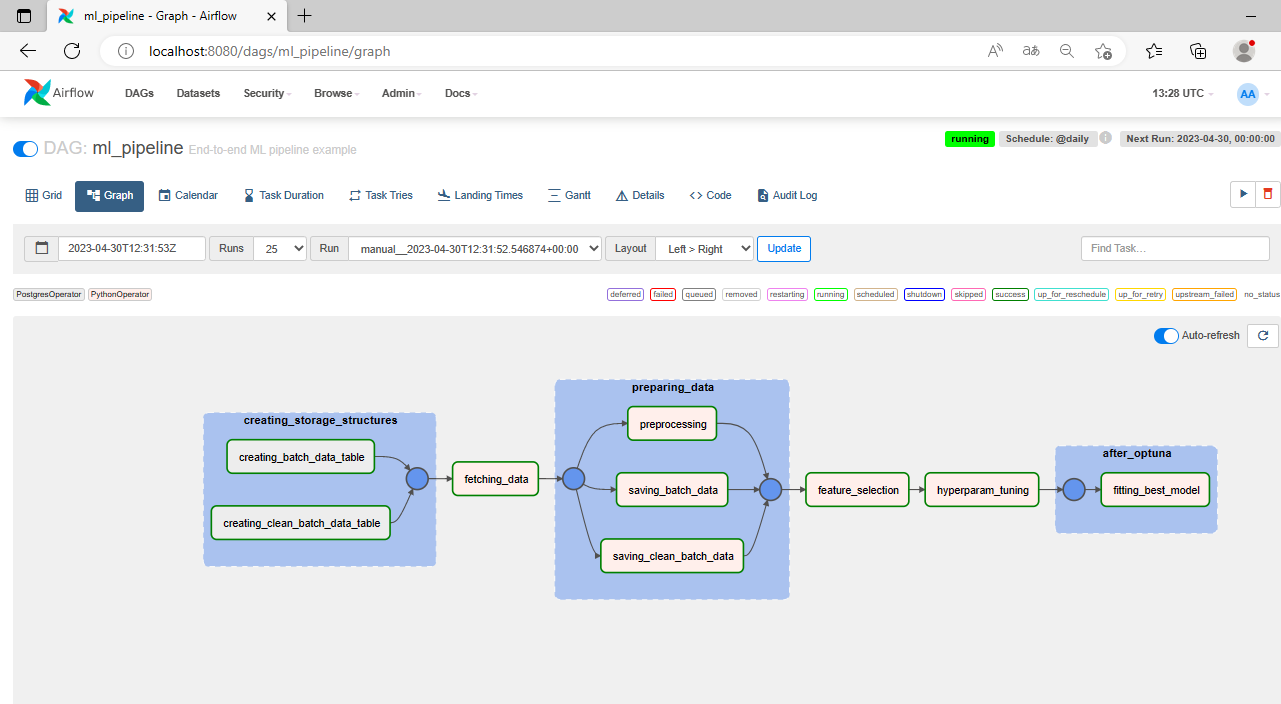 ml_pipeline - Graph - Airflow
localhost:8080/dags/ml_pipeline/graph
Airflow DAGs Datasets Security Browse Admin Docs 13:28 UTC AA
DAG: ml_pipeline End-to-end ML pipeline example running Schedule: @daily Next Run: 2023-04-30, 00:00:00
Grid Graph Calendar Task Duration Task Tries Landing Times Gantt Details Code Audit Log
2023-04-30T12:31:53Z Runs 25 Run manual__2023-04-30T12:31:52.546874+00:00 Layout Left > Right Update Find Task…
PostgresOperator PythonOperator deferred failed queued removed restarting running scheduled shutdown skipped success up_for_reschedule up_for_retry upstream_failed no_status
Auto-refresh
creating_storage_structures
creating_batch_data_table
creating_clean_batch_data_table
fetching_data
preparing_data
preprocessing
saving_batch_data
saving_clean_batch_data
feature_selection
hyperparam_tuning
after_optuna
fitting_best_model